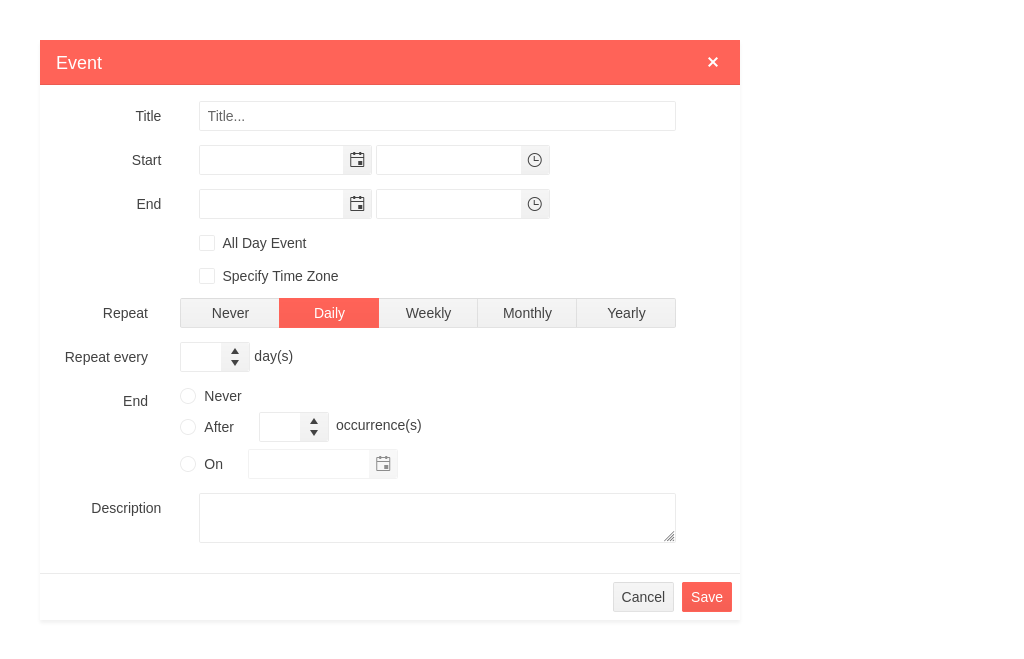 Event
Title Title...
Start
End
All Day Event
Specify Time Zone
Repeat Never Daily Weekly Monthly Yearly
Repeat every day(s)
End Never
After occurrence(s)
On
Description
Cancel Save